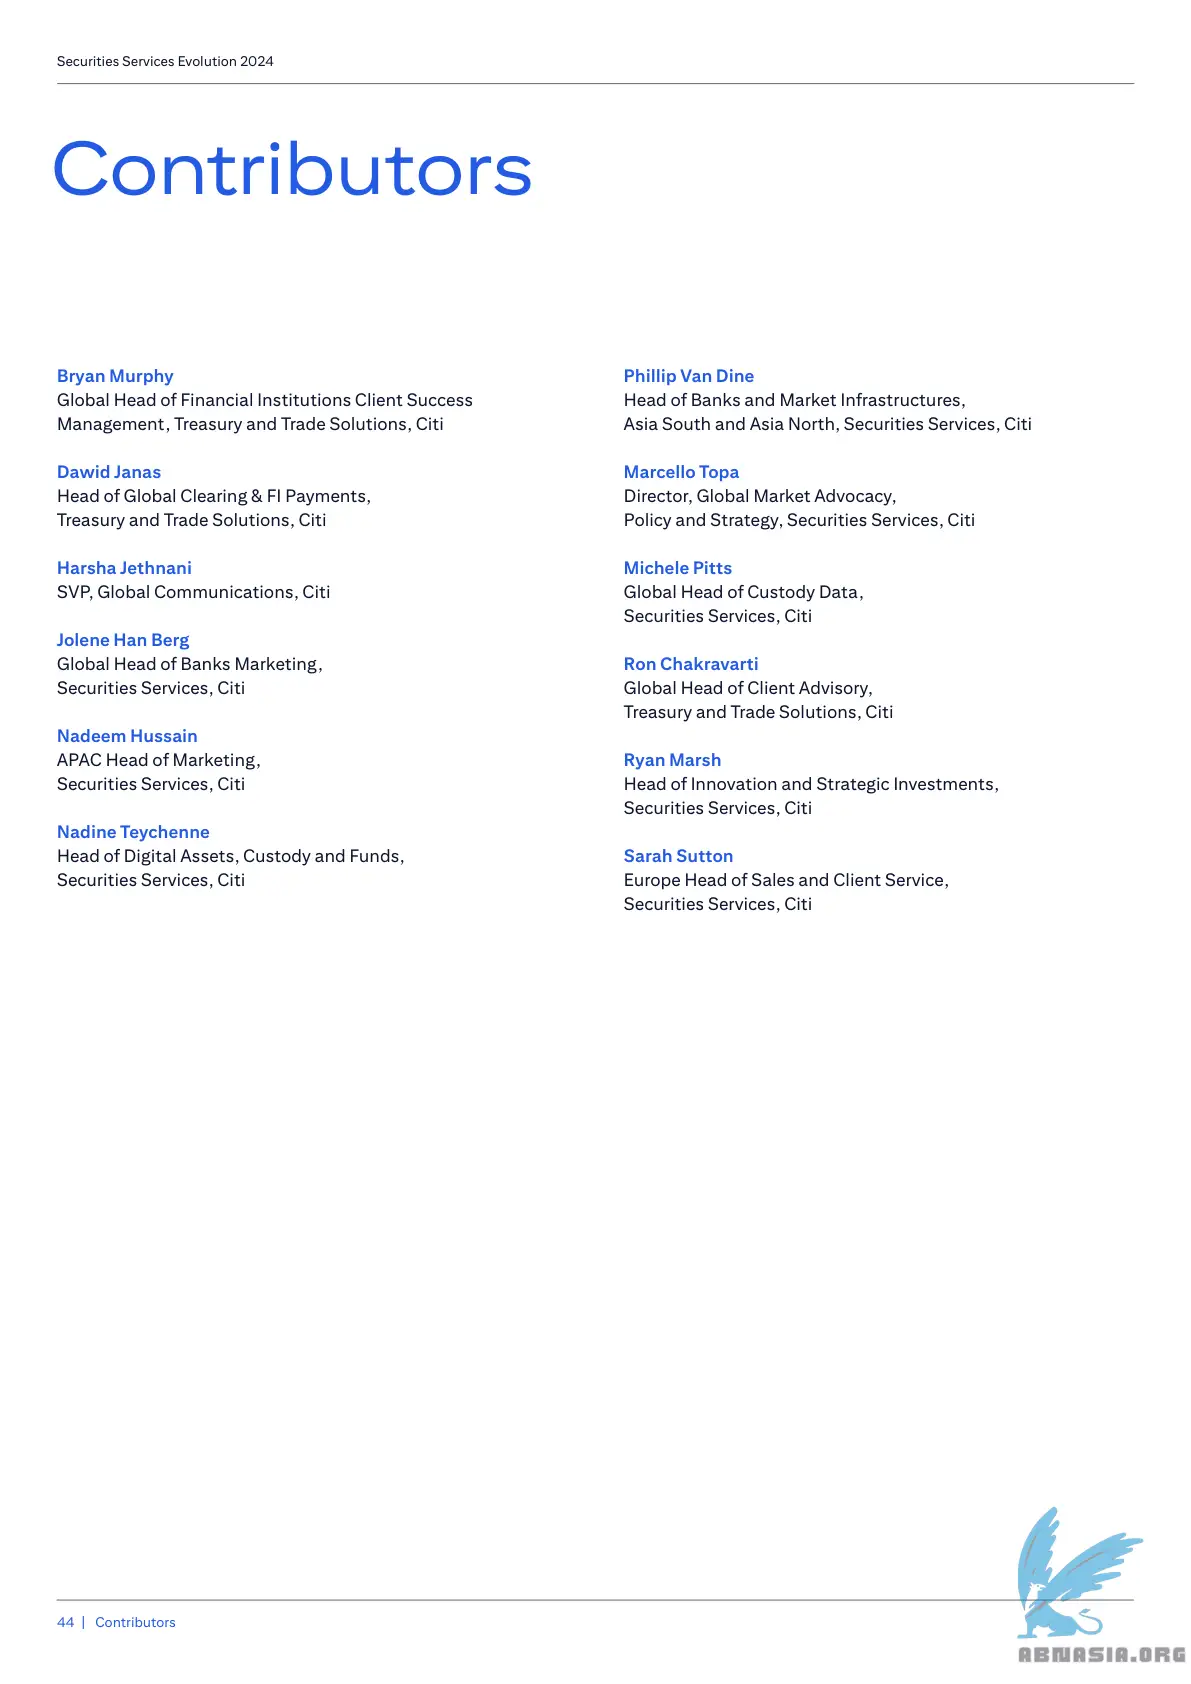 Securities Services Evolution 2024
Contributors
Bryan Murphy
Global Head of Financial Institutions Client Success
Management, Treasury and Trade Solutions, Citi
Dawid Janas
Head of Global Clearing & FI Payments,
Treasury and Trade Solutions, Citi
Harsha Jethnani
SVP, Global Communications, Citi
Jolene Han Berg
Global Head of Banks Marketing,
Securities Services, Citi
Nadeem Hussain
APAC Head of Marketing,
Securities Services, Citi
Nadine Teychenne
Head of Digital Assets, Custody and Funds,
Securities Services, Citi
Phillip Van Dine
Head of Banks and Market Infrastructures,
Asia South and Asia North, Securities Services, Citi
Marcello Topa
Director, Global Market Advocacy,
Policy and Strategy, Securities Services, Citi
Michele Pitts
Global Head of Custody Data,
Securities Services, Citi
Ron Chakravarti
Global Head of Client Advisory,
Treasury and Trade Solutions, Citi
Ryan Marsh
Head of Innovation and Strategic Investments,
Securities Services, Citi
Sarah Sutton
Europe Head of Sales and Client Service,
Securities Services, Citi
44 | Contributors
ABNASIA.ORG